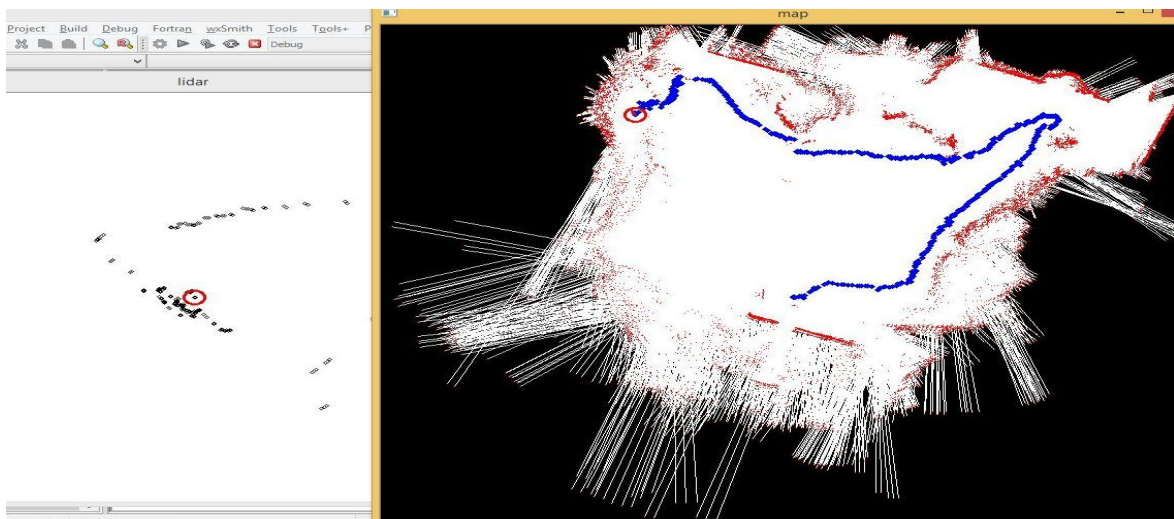 map
Project Build Debug Fortran wxSmith Tools Tools+ P
Debug
lidar